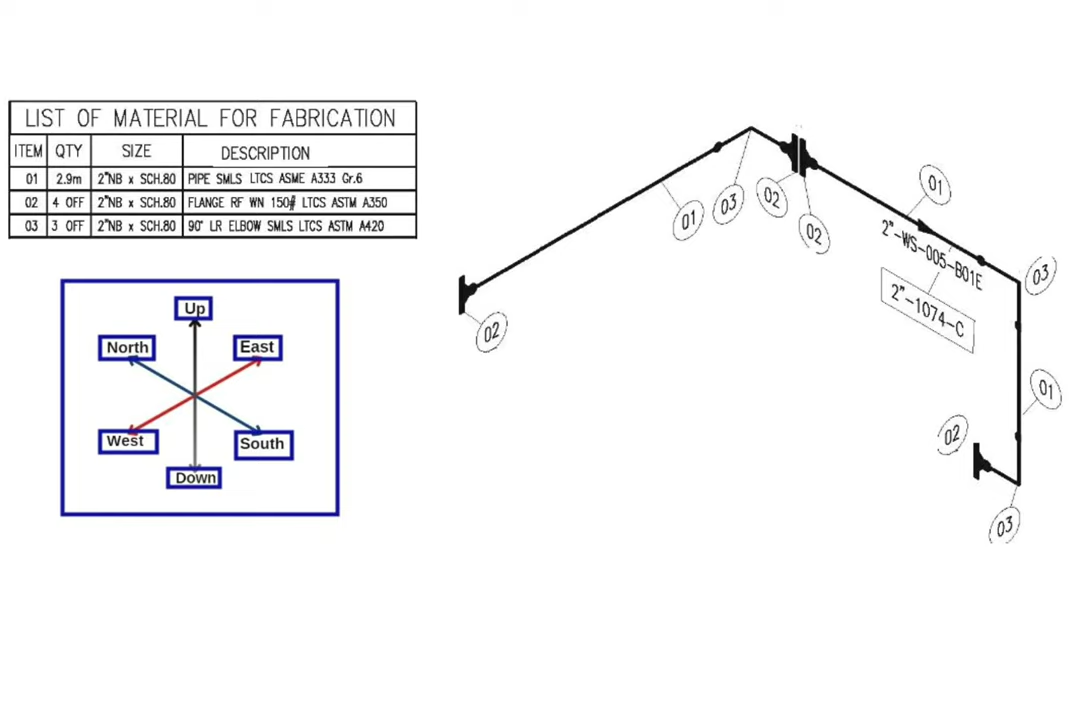 LIST OF MATERIAL FOR FABRICATION
ITEM QTY SIZE DESCRIPTION
01 2.9m 2"NB x SCH.80 PIPE SMLS LTCS ASME A333 Gr.6
02 4 OFF 2"NB x SCH.80 FLANGE RF WN 150# LTCS ASTM A350
03 3 OFF 2"NB x SCH.80 90° LR ELBOW SMLS LTCS ASTM A420
Up
North
East
West
South
Down
01
03
02
02
01
2"-WS-005-B01E
2"-1074-C
03
02
01
02
03